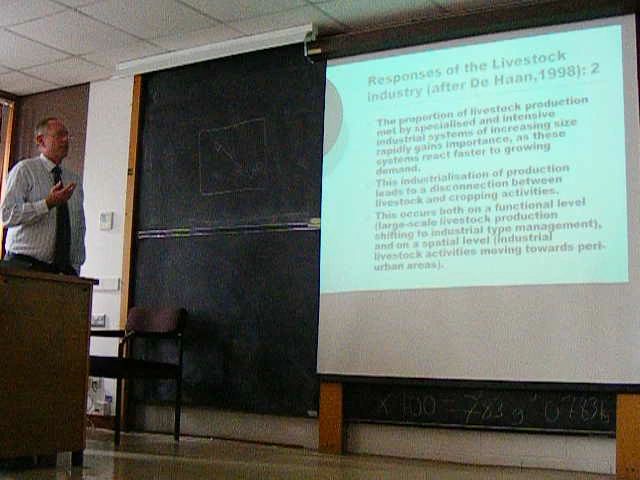 Responses of the Livestock
industry (after De Haan,1998): 2
The proportion of livestock production
met by specialised and intensive
industrial systems of increasing size
rapidly gains importance, as these
systems react faster to growing
demand.
This industrialisation of production
leads to a disconnection between
livestock and cropping activities.
This occurs both on a functional level
(large-scale livestock production
shifting to industrial type management),
and on a spatial level (industrial
livestock activities moving towards peri-
urban areas).
x 100 = 783 g